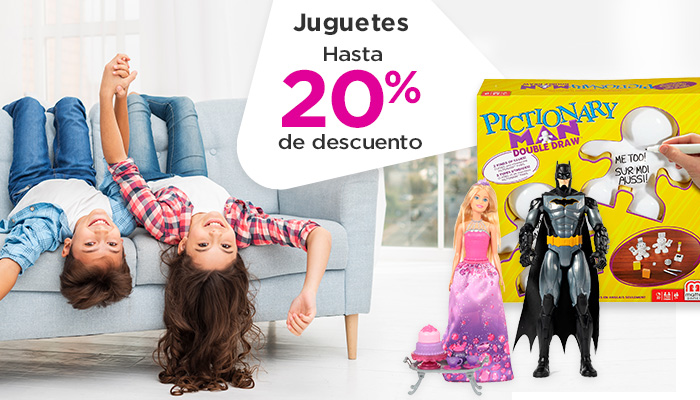 Juguetes
Hasta
20%
de descuento
PICTIONARY
MAN
DOUBLE DRAW
ME TOO!
SUR MOI
AUSSI!